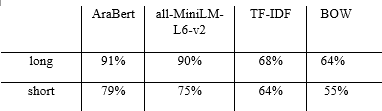 AraBert all-MiniLM-L6-v2 TF-IDF BOW
long 91% 90% 68% 64%
short 79% 75% 64% 55%